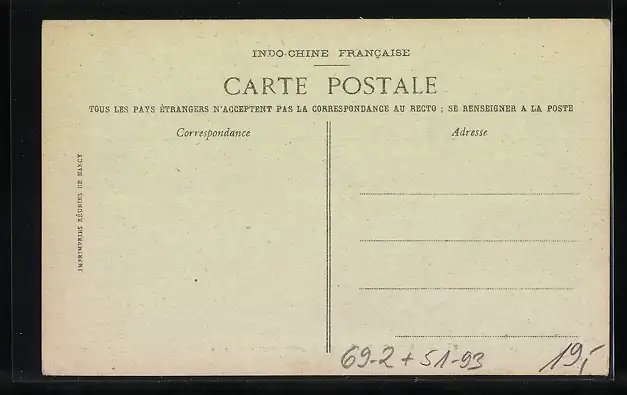 INDO-CHINE FRANÇAISE
CARTE POSTALE
TOUS LES PAYS ÉTRANGERS N'ACCEPTENT PAS LA CORRESPONDANCE AU RECTO ; SE RENSEIGNER A LA POSTE
Correspondance
Adresse
IMPRIMERIES RÉUNIES DE NANCY
69-2 + 51-93
19,-